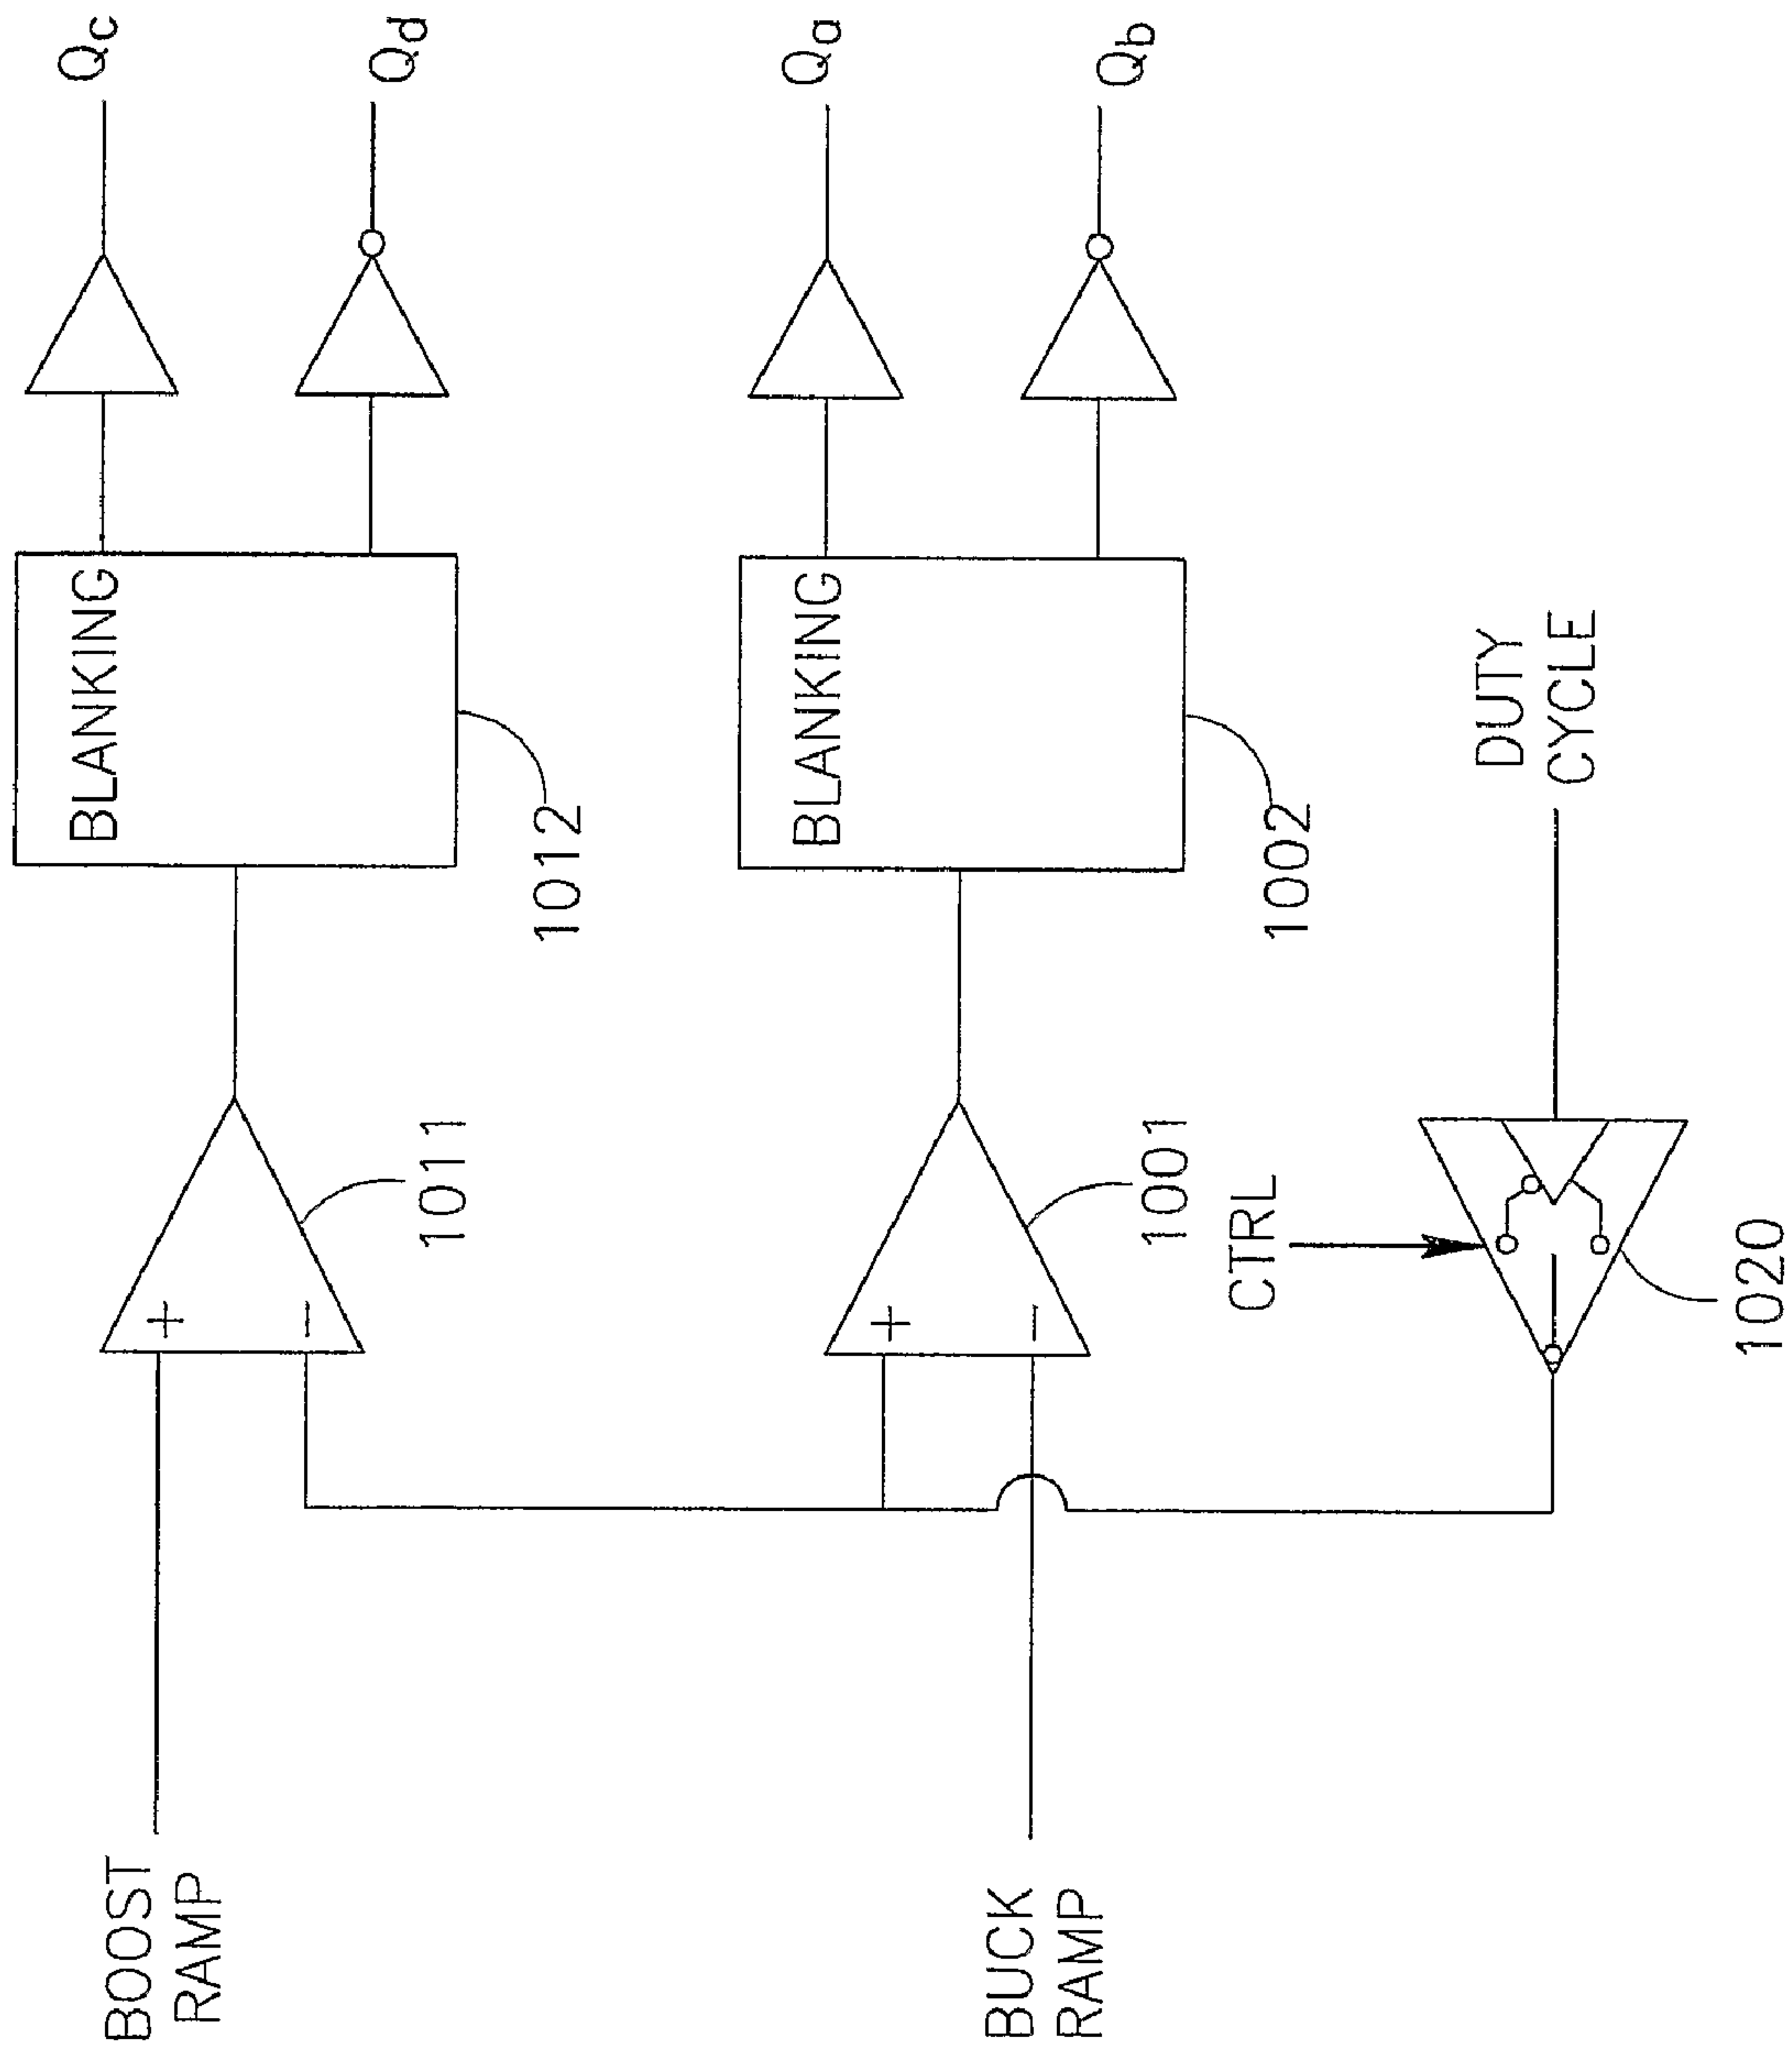 BOOST
RAMP
+
−
1011
BLANKING
1012
Qc
Qd
BUCK
RAMP
+
−
1001
BLANKING
1002
Qa
Qb
CTRL
1020
DUTY
CYCLE